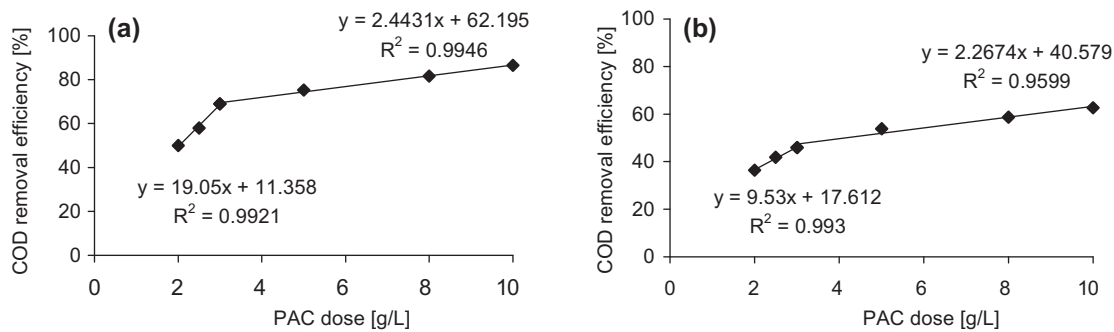 (a)
y = 2.4431x + 62.195
R² = 0.9946
y = 19.05x + 11.358
R² = 0.9921
COD removal efficiency [%]
100
80
60
40
20
0
0 2 4 6 8 10
PAC dose [g/L]
(b)
y = 2.2674x + 40.579
R² = 0.9599
y = 9.53x + 17.612
R² = 0.993
COD removal efficiency [%]
100
80
60
40
20
0
0 2 4 6 8 10
PAC dose [g/L]